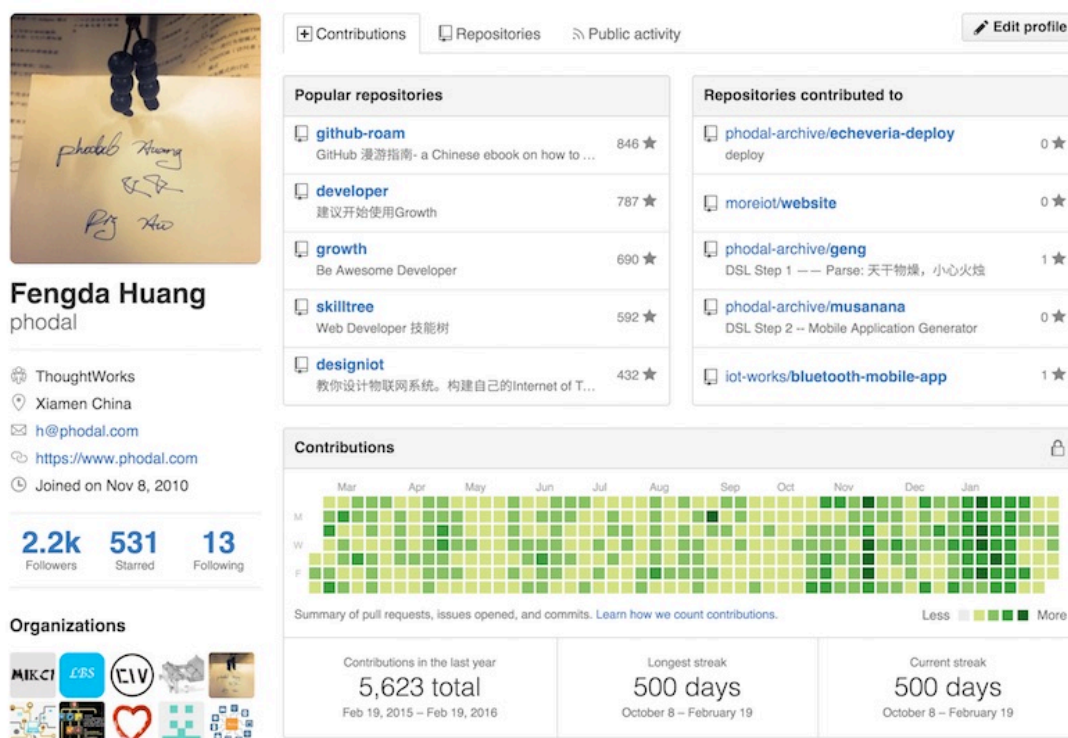 Contributions
Repositories
Public activity
Edit profile
phodal Huang
Fengda Huang
phodal
ThoughtWorks
Xiamen China
h@phodal.com
https://www.phodal.com
Joined on Nov 8, 2010
2.2k 531 13
Followers Starred Following
Organizations
MIKCI LBS CIV
Popular repositories
github-roam
GitHub 漫游指南- a Chinese ebook on how to ...
846
developer
建议开始使用Growth
787
growth
Be Awesome Developer
690
skilltree
Web Developer 技能树
592
designiot
教你设计物联网系统。构建自己的Internet of T...
432
Repositories contributed to
phodal-archive/echeveria-deploy
deploy
0
moreiot/website
0
phodal-archive/geng
DSL Step 1 —— Parse: 天干物燥，小心火烛
1
phodal-archive/musanana
DSL Step 2 -- Mobile Application Generator
0
iot-works/bluetooth-mobile-app
1
Contributions
Mar Apr May Jun Jul Aug Sep Oct Nov Dec Jan
M
W
F
Summary of pull requests, issues opened, and commits. Learn how we count contributions.
Less More
Contributions in the last year
5,623 total
Feb 19, 2015 – Feb 19, 2016
Longest streak
500 days
October 8 – February 19
Current streak
500 days
October 8 – February 19